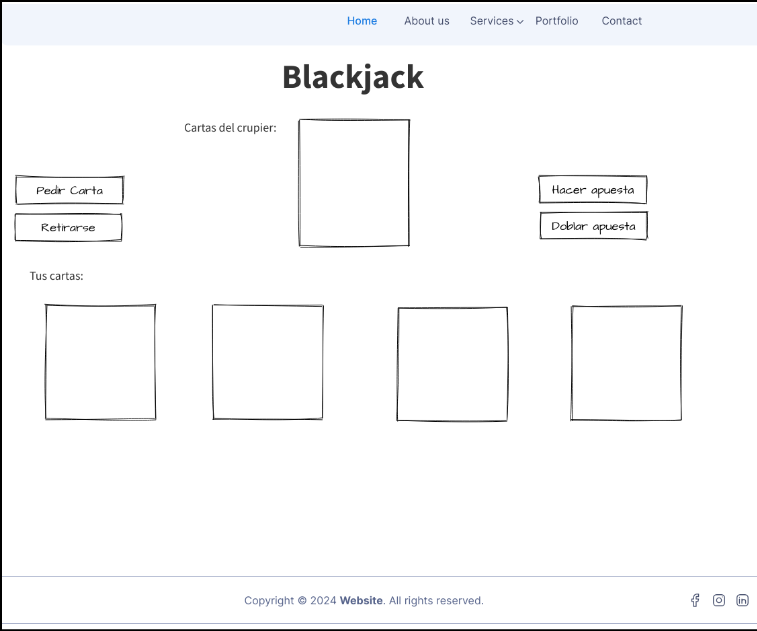 Home About us Services Portfolio Contact
Blackjack
Cartas del crupier:
Pedir Carta
Hacer apuesta
Retirarse
Doblar apuesta
Tus cartas:
Copyright © 2024 Website. All rights reserved.